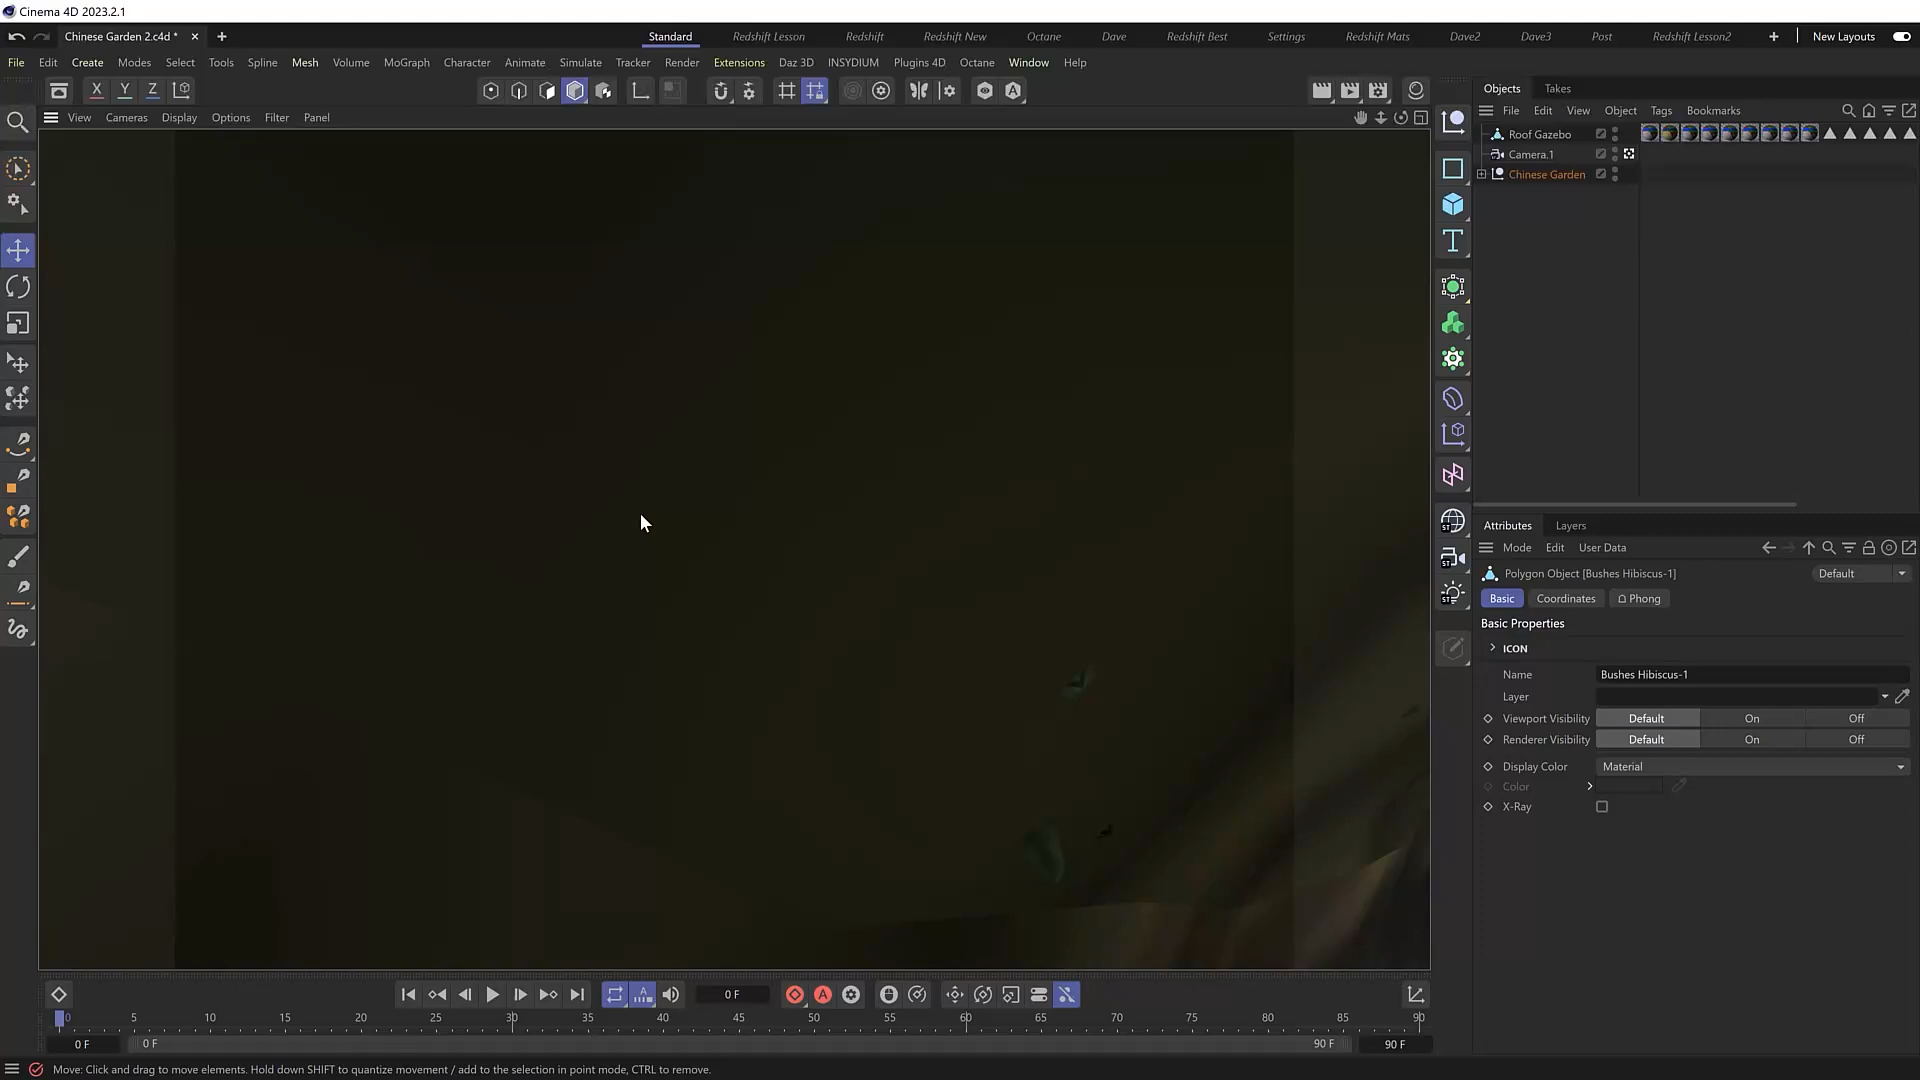 Cinema 4D 2023.2.1
Chinese Garden 2.c4d *
Standard Redshift Lesson Redshift Redshift New Octane Dave Redshift Best Settings Redshift Mats Dave2 Dave3 Post Redshift Lesson2 New Layouts
File Edit Create Modes Select Tools Spline Mesh Volume MoGraph Character Animate Simulate Tracker Render Extensions Daz 3D INSYDIUM Plugins 4D Octane Window Help
X Y Z
Objects Takes
File Edit View Object Tags Bookmarks
View Cameras Display Options Filter Panel
Roof Gazebo
Camera.1
Chinese Garden
Attributes Layers
Mode Edit User Data
Polygon Object [Bushes Hibiscus-1] Default
Basic Coordinates Phong
Basic Properties
ICON
Name Bushes Hibiscus-1
Layer
Viewport Visibility Default On Off
Renderer Visibility Default On Off
Display Color Material
Color
X-Ray
0 F
0 5 10 15 20 25 30 35 40 45 50 55 60 65 70 75 80 85 90
0 F 0 F 90 F 90 F
Move: Click and drag to move elements. Hold down SHIFT to quantize movement / add to the selection in point mode, CTRL to remove.